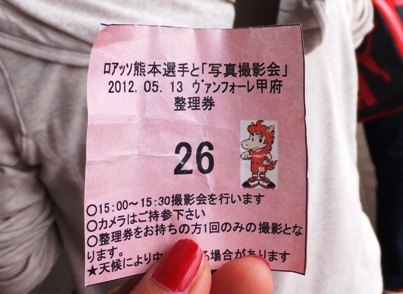 ﾛｱｯｿ熊本選手と「写真撮影会」
2012.05.13 ヴァンフォーレ甲府
整理券
26
○15:00～15:30撮影会を行います
○カメラはご持参下さい
○整理券をお持ちの方1回のみの撮影とな
ります。
★天候により中 る場合があります